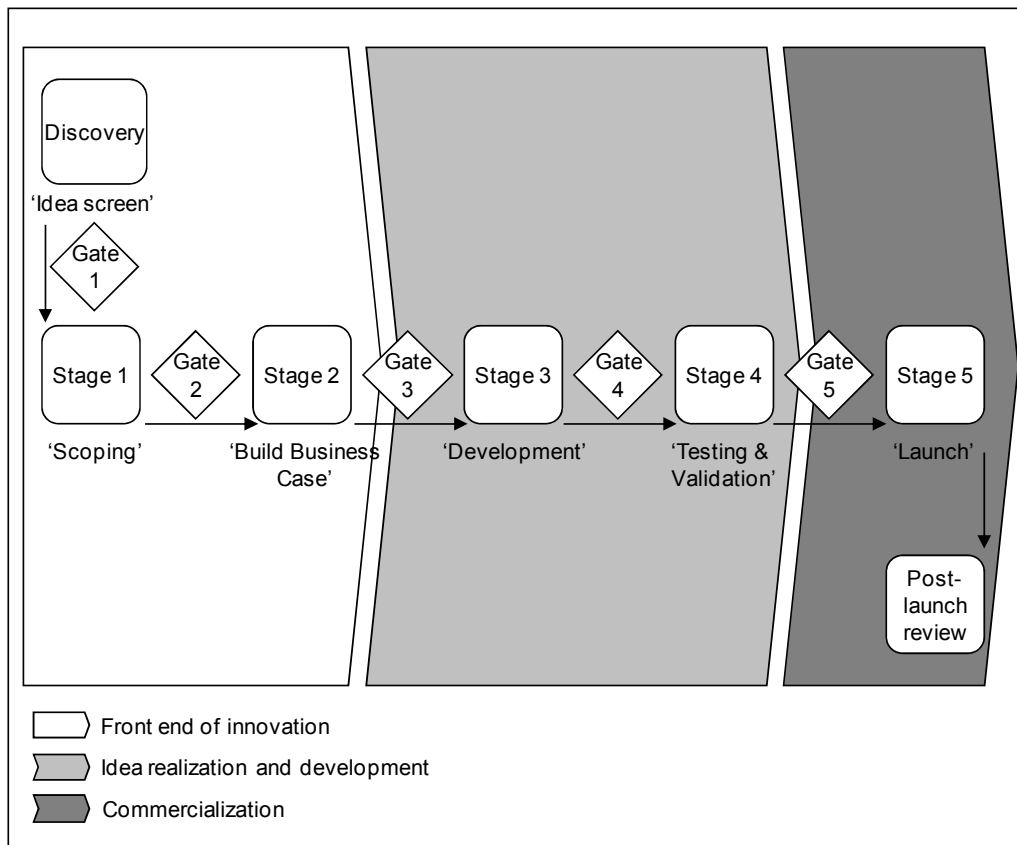 Discovery
‘Idea screen’
Gate
1
Stage 1
‘Scoping’
Gate
2
Stage 2
‘Build Business
Case’
Gate
3
Stage 3
‘Development’
Gate
4
Stage 4
‘Testing &
Validation’
Gate
5
Stage 5
‘Launch’
Post-
launch
review
Front end of innovation
Idea realization and development
Commercialization